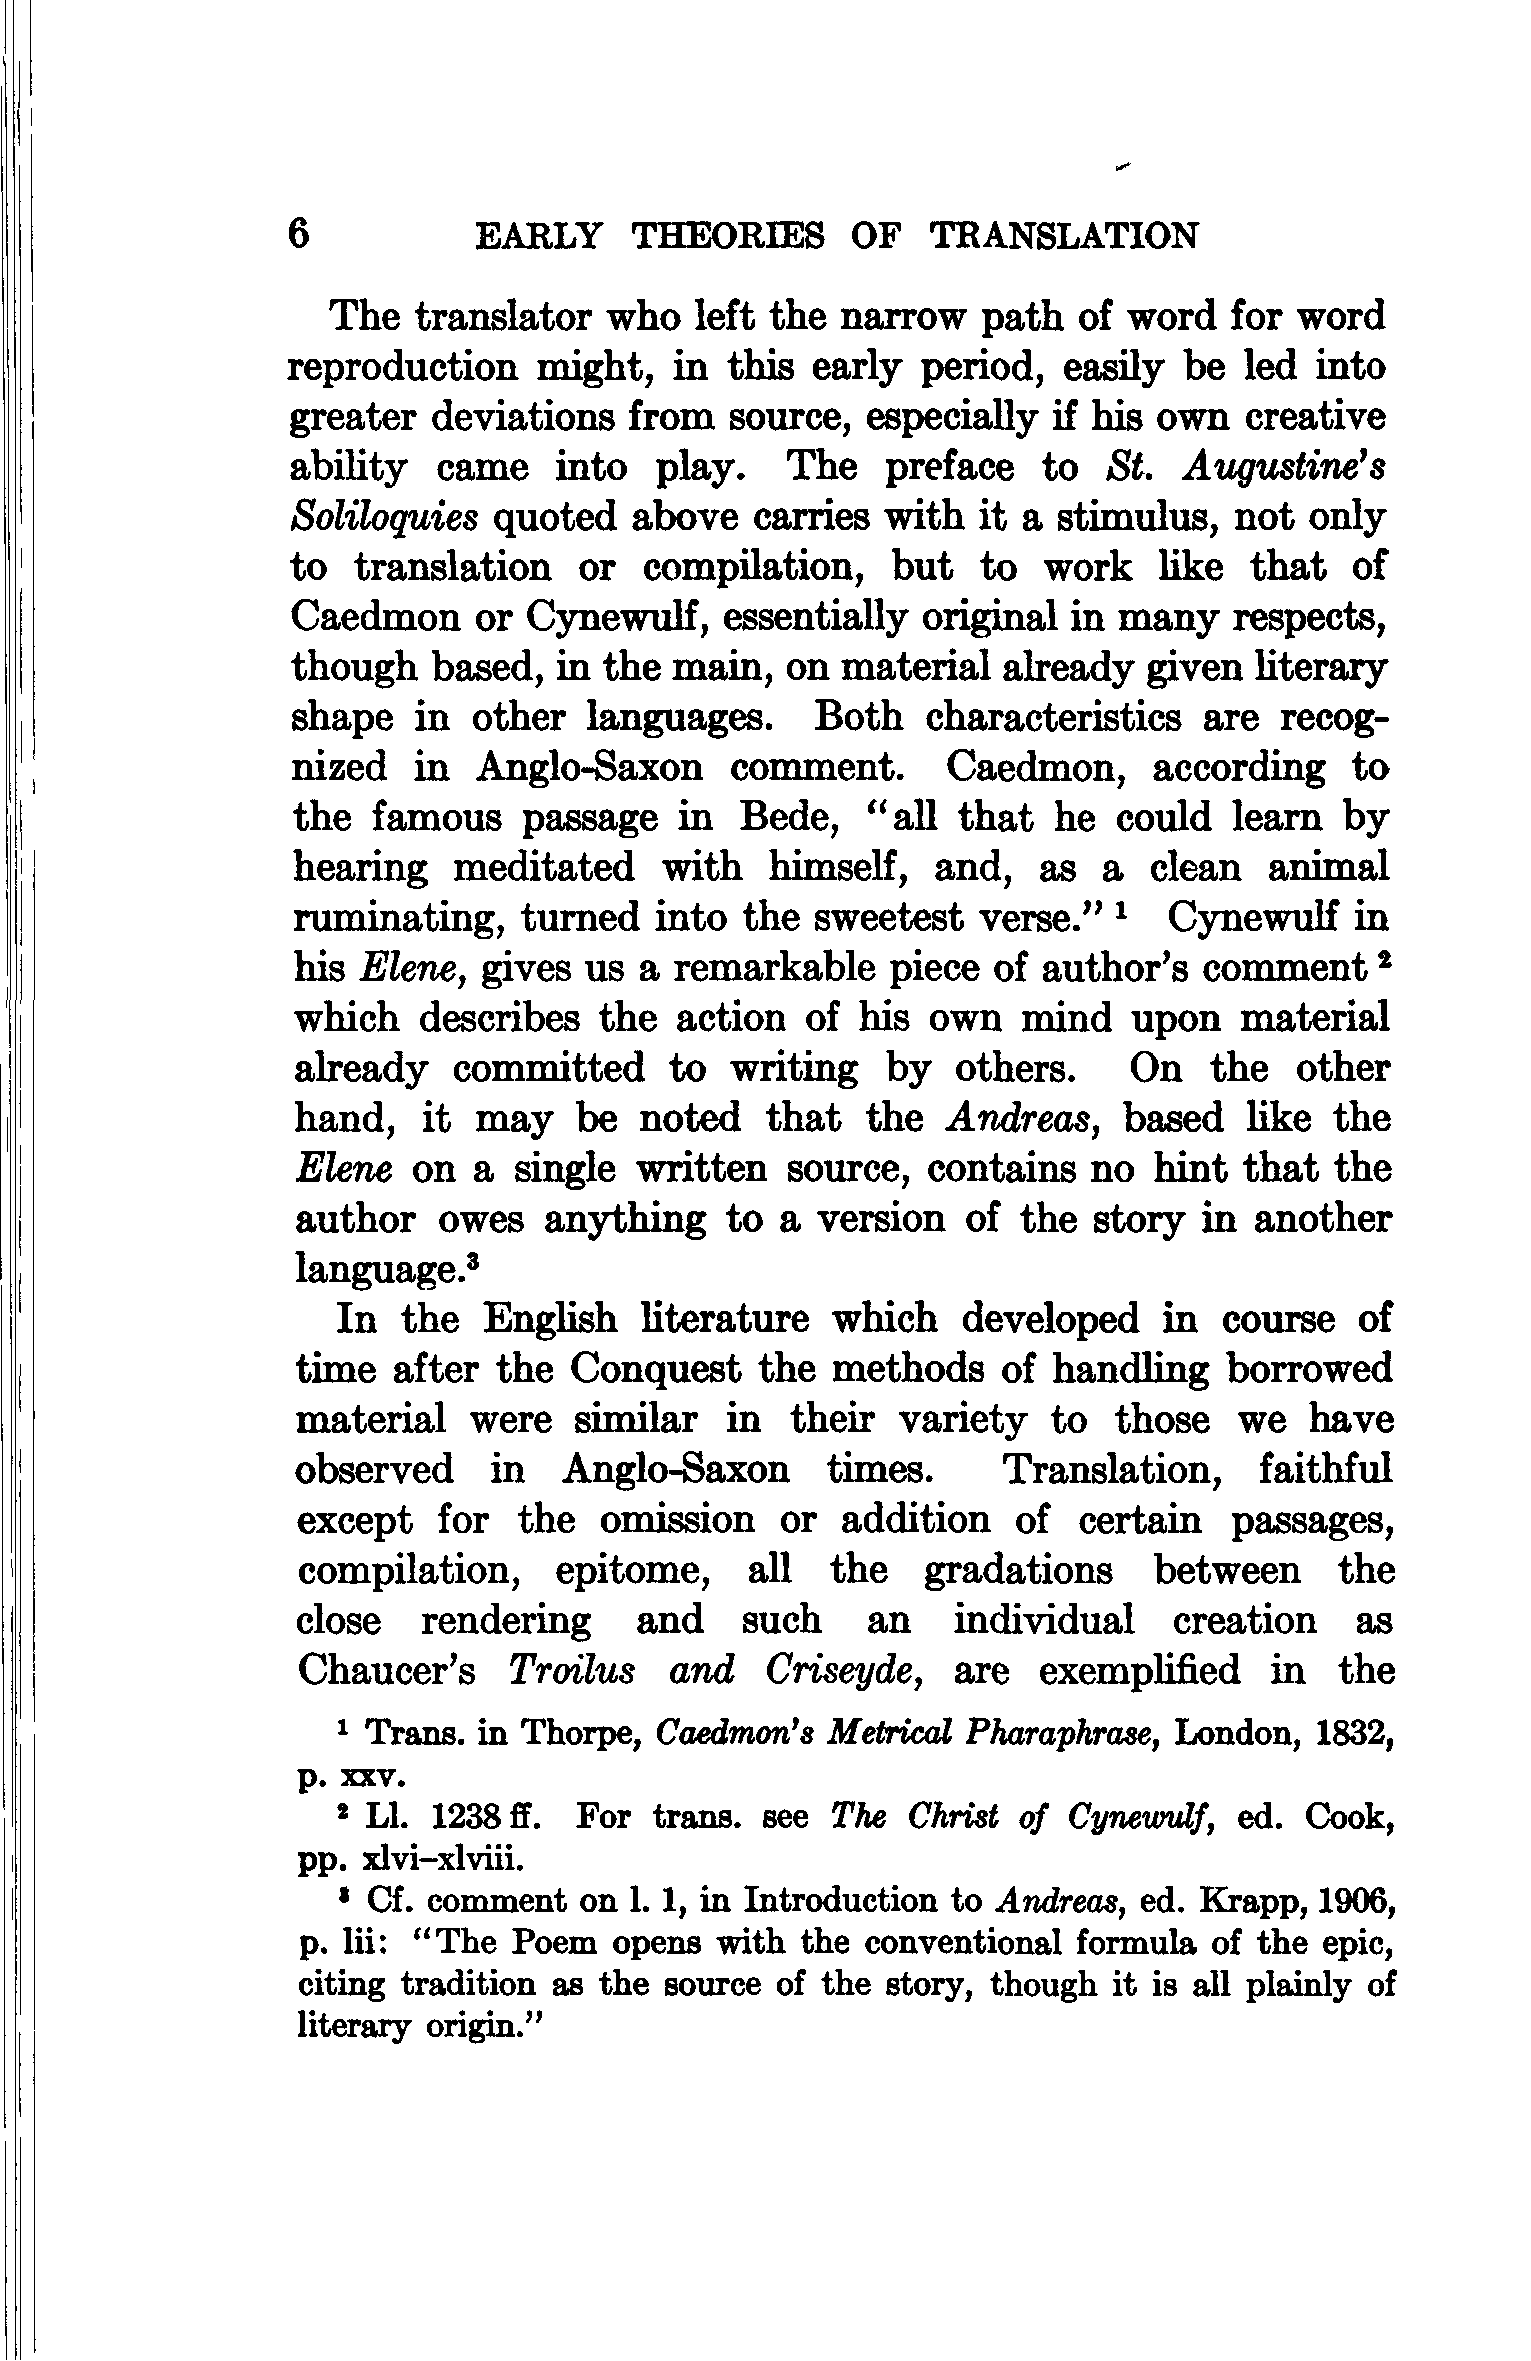 6 EARLY THEORIES OF TRANSLATION
The translator who left the narrow path of word for word
reproduction might, in this early period, easily be led into
greater deviations from source, especially if his own creative
ability came into play. The preface to St. Augustine's
Soliloquies quoted above carries with it a stimulus, not only
to translation or compilation, but to work like that of
Caedmon or Cynewulf, essentially original in many respects,
though based, in the main, on material already given literary
shape in other languages. Both characteristics are recog-
nized in Anglo-Saxon comment. Caedmon, according to
the famous passage in Bede, “all that he could learn by
hearing meditated with himself, and, as a clean animal
ruminating, turned into the sweetest verse.” ¹ Cynewulf in
his Elene, gives us a remarkable piece of author's comment ²
which describes the action of his own mind upon material
already committed to writing by others. On the other
hand, it may be noted that the Andreas, based like the
Elene on a single written source, contains no hint that the
author owes anything to a version of the story in another
language.³
In the English literature which developed in course of
time after the Conquest the methods of handling borrowed
material were similar in their variety to those we have
observed in Anglo-Saxon times. Translation, faithful
except for the omission or addition of certain passages,
compilation, epitome, all the gradations between the
close rendering and such an individual creation as
Chaucer's Troilus and Criseyde, are exemplified in the
¹ Trans. in Thorpe, Caedmon's Metrical Pharaphrase, London, 1832,
p. xxv.
² Ll. 1238 ff. For trans. see The Christ of Cynewulf, ed. Cook,
pp. xlvi–xlviii.
³ Cf. comment on l. 1, in Introduction to Andreas, ed. Krapp, 1906,
p. lii: “The Poem opens with the conventional formula of the epic,
citing tradition as the source of the story, though it is all plainly of
literary origin.”